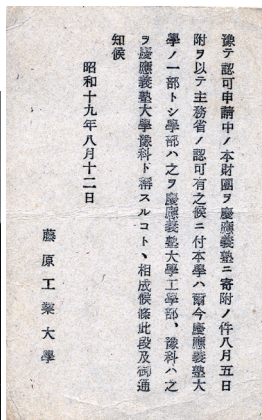 豫テ認可申請中ノ本財團ヲ慶應義塾ニ寄附ノ件八月五日
附ヲ以テ主務省ノ認可有之候ニ付本學ハ爾今慶應義塾大
學ノ一部トシ學部ハ之ヲ慶應義塾大學工學部、豫科ハ之
ヲ慶應義塾大學豫科ト稱スルコトヽ相成候條此段及御通
知候
昭和十九年八月十二日
藤原工業大學